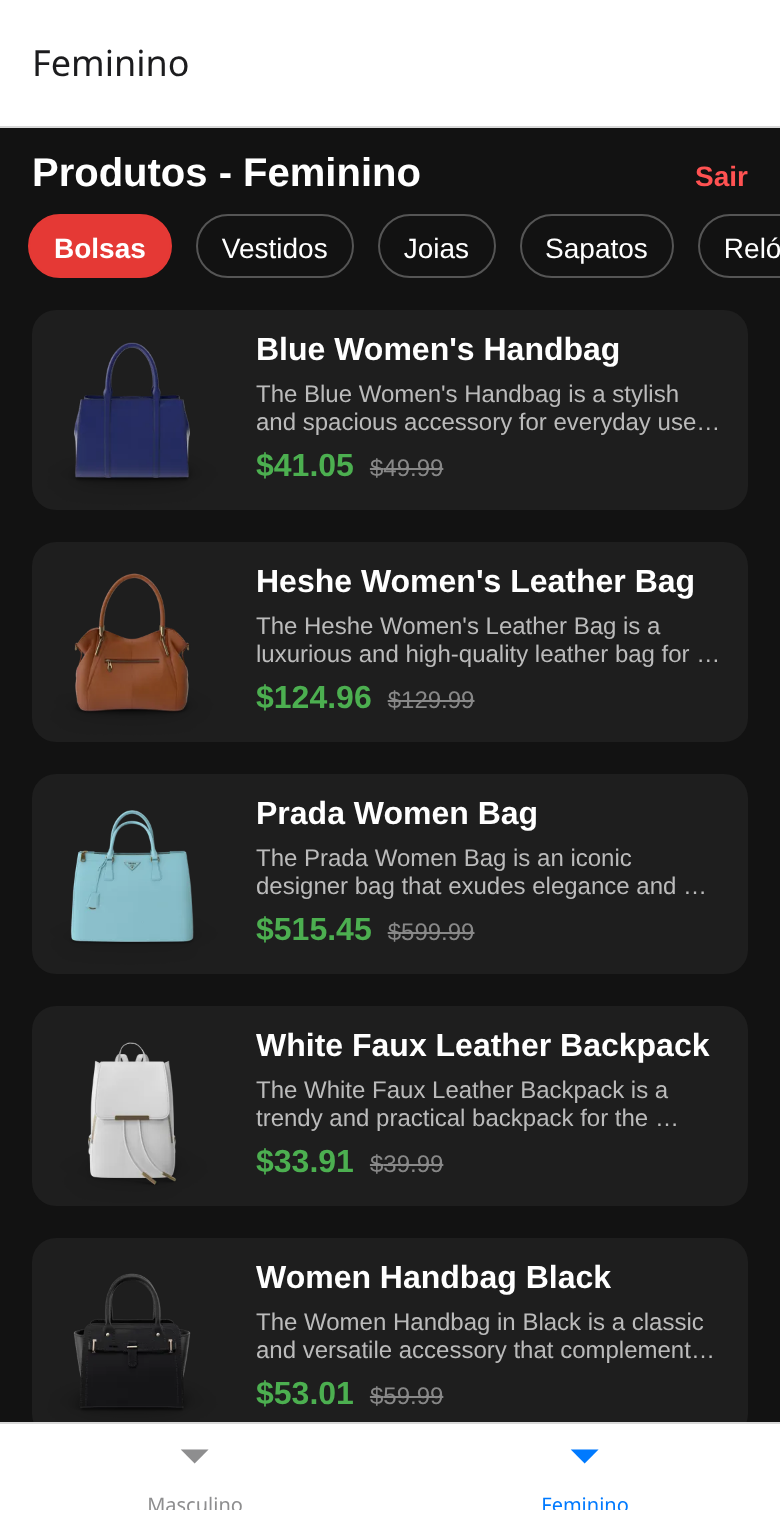 Feminino
Produtos - Feminino
Sair
Bolsas
Vestidos
Joias
Sapatos
Reló
Blue Women's Handbag
The Blue Women's Handbag is a stylish
and spacious accessory for everyday use…
$41.05 $49.99
Heshe Women's Leather Bag
The Heshe Women's Leather Bag is a
luxurious and high-quality leather bag for …
$124.96 $129.99
Prada Women Bag
The Prada Women Bag is an iconic
designer bag that exudes elegance and …
$515.45 $599.99
White Faux Leather Backpack
The White Faux Leather Backpack is a
trendy and practical backpack for the …
$33.91 $39.99
Women Handbag Black
The Women Handbag in Black is a classic
and versatile accessory that complement…
$53.01 $59.99
Masculino
Feminino